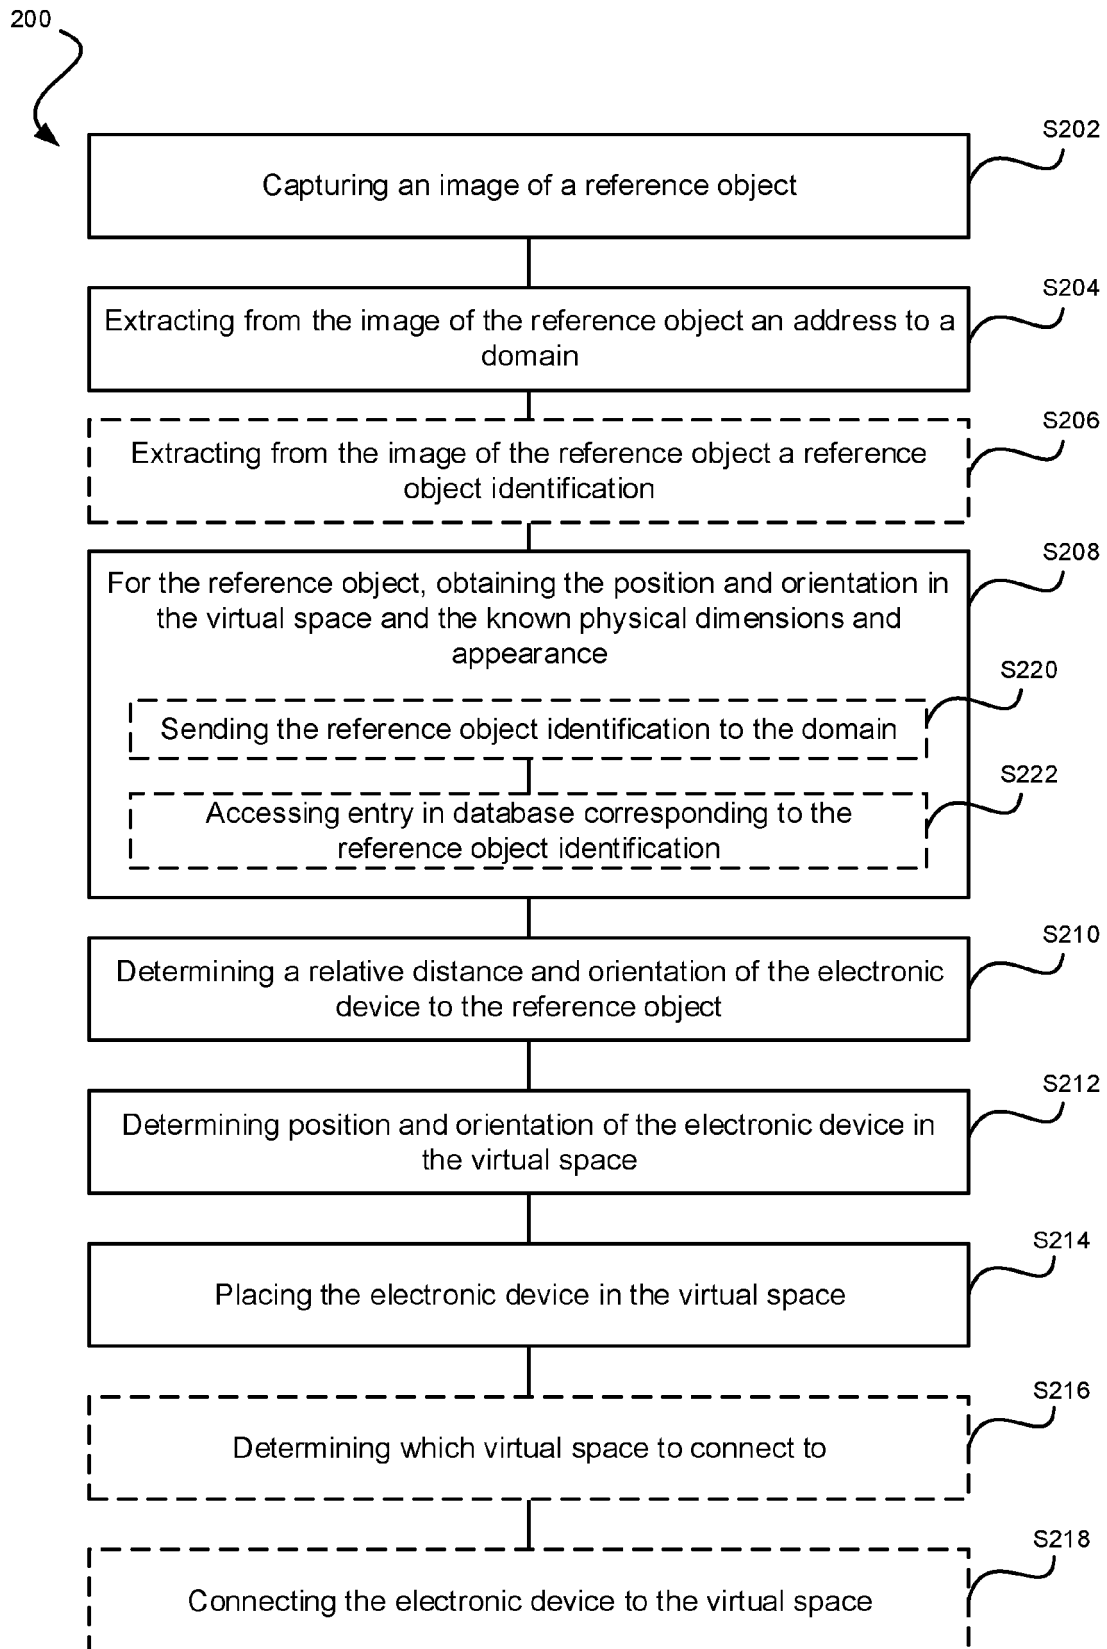 200
S202
Capturing an image of a reference object
S204
Extracting from the image of the reference object an address to a
domain
S206
Extracting from the image of the reference object a reference
object identification
S208
For the reference object, obtaining the position and orientation in
the virtual space and the known physical dimensions and
appearance
S220
Sending the reference object identification to the domain
S222
Accessing entry in database corresponding to the
reference object identification
S210
Determining a relative distance and orientation of the electronic
device to the reference object
S212
Determining position and orientation of the electronic device in
the virtual space
S214
Placing the electronic device in the virtual space
S216
Determining which virtual space to connect to
S218
Connecting the electronic device to the virtual space